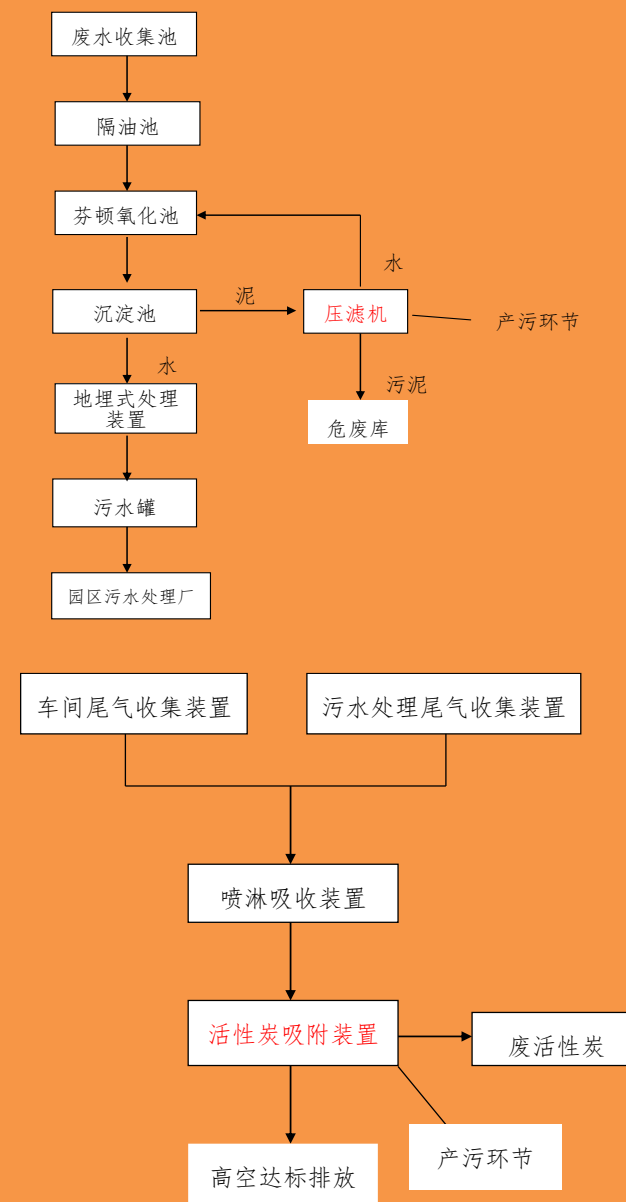 废水收集池
隔油池
芬顿氧化池
水
沉淀池
泥
压滤机
产污环节
水
污泥
地埋式处理
装置
危废库
污水罐
园区污水处理厂
车间尾气收集装置
污水处理尾气收集装置
喷淋吸收装置
活性炭吸附装置
废活性炭
高空达标排放
产污环节